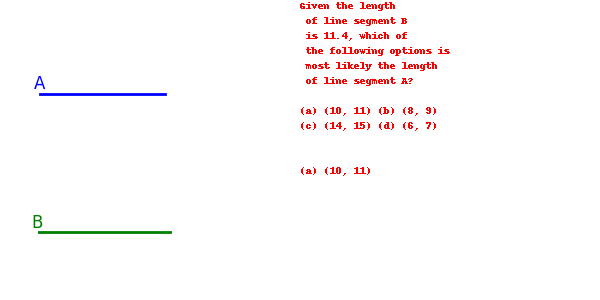 A
B
Given the length
of line segment B
is 11.4, which of
the following options is
most likely the length
of line segment A?
(a) (10, 11) (b) (8, 9)
(c) (14, 15) (d) (6, 7)
(a) (10, 11)